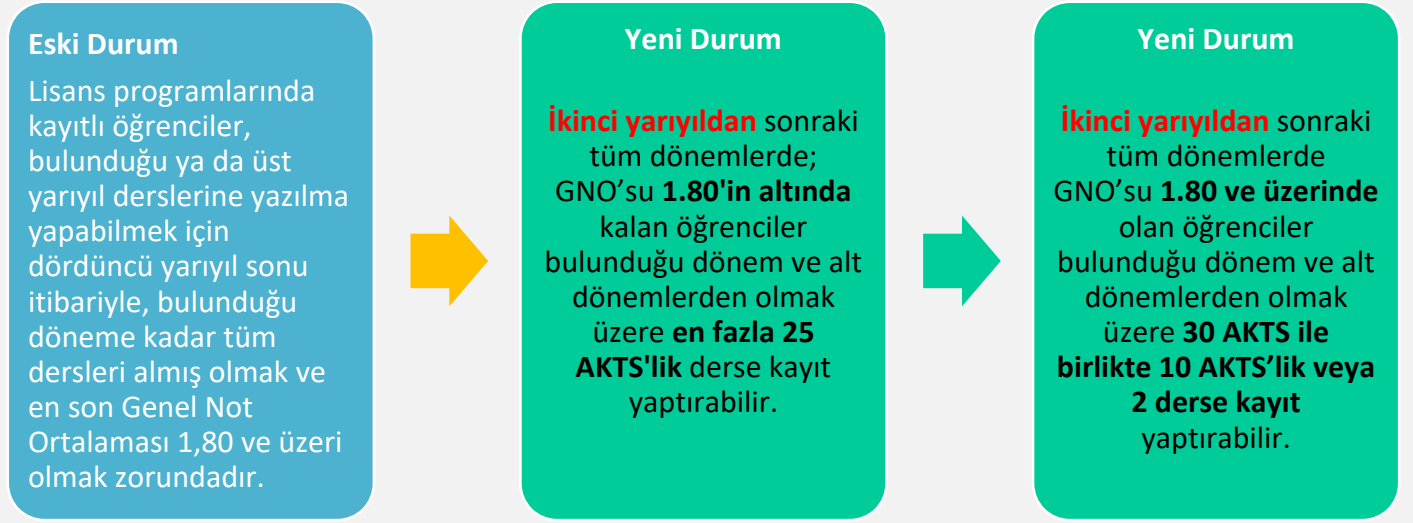 Eski Durum
Lisans programlarında
kayıtlı öğrenciler,
bulunduğu ya da üst
yarıyıl derslerine yazılma
yapabilmek için
dördüncü yarıyıl sonu
itibariyle, bulunduğu
döneme kadar tüm
dersleri almış olmak ve
en son Genel Not
Ortalaması 1,80 ve üzeri
olmak zorundadır.
Yeni Durum
İkinci yarıyıldan sonraki
tüm dönemlerde;
GNO’su 1.80'in altında
kalan öğrenciler
bulunduğu dönem ve alt
dönemlerden olmak
üzere en fazla 25
AKTS'lik derse kayıt
yaptırabilir.
Yeni Durum
İkinci yarıyıldan sonraki
tüm dönemlerde
GNO’su 1.80 ve üzerinde
olan öğrenciler
bulunduğu dönem ve alt
dönemlerden olmak
üzere 30 AKTS ile
birlikte 10 AKTS’lik veya
2 derse kayıt
yaptırabilir.